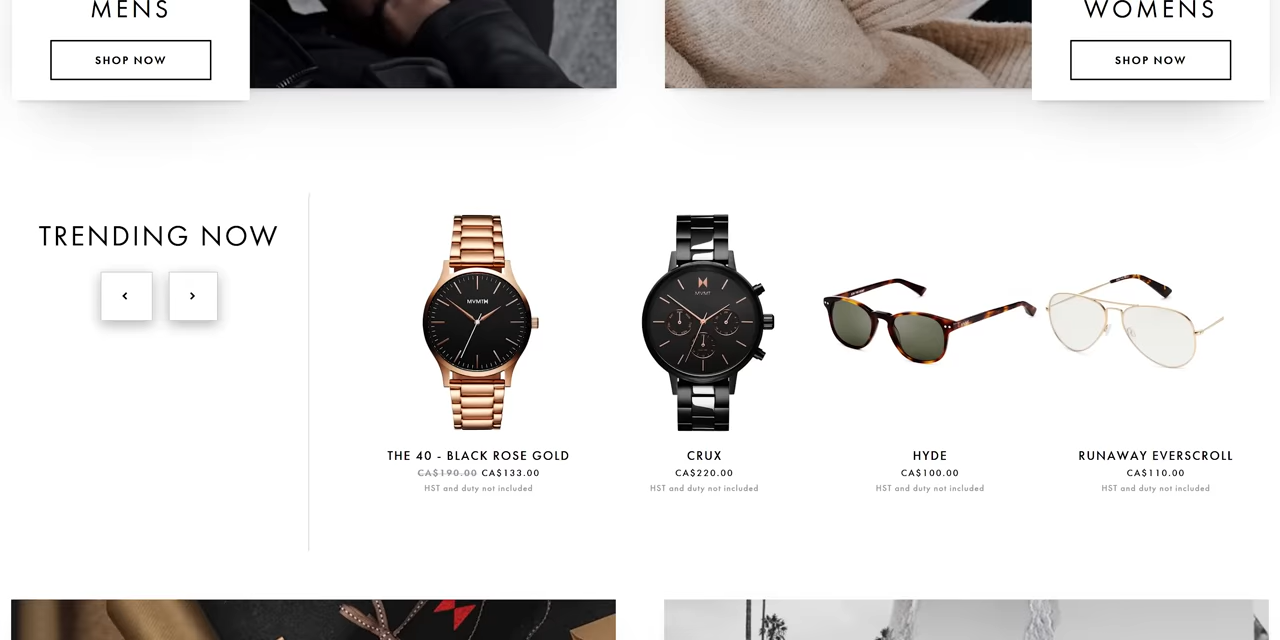 MENS
SHOP NOW
WOMENS
SHOP NOW
TRENDING NOW
MVMT
MVMT
THE 40 - BLACK ROSE GOLD
CA$190.00 CA$133.00
HST and duty not included
CRUX
CA$220.00
HST and duty not included
HYDE
CA$100.00
HST and duty not included
RUNAWAY EVERSCROLL
CA$110.00
HST and duty not included